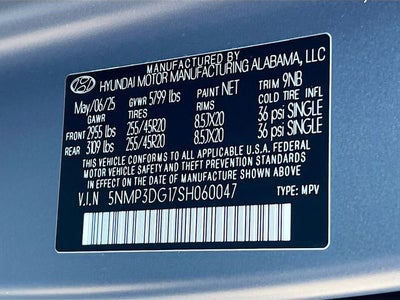 MANUFACTURED BY
HYUNDAI MOTOR MANUFACTURING ALABAMA, LLC
May/06/25 GVWR 5799 lbs PAINT NET TRIM 9NB
GAWR TIRES RIMS COLD TIRE INFL
FRONT 2955 lbs 255/45R20 8.5JX20 36 psi SINGLE
REAR 3109 lbs 255/45R20 8.5JX20 36 psi SINGLE
THIS VEHICLE CONFORMS TO ALL APPLICABLE U.S.A. FEDERAL
MOTOR VEHICLE SAFETY AND THEFT PREVENTION STANDARDS
IN EFFECT ON THE DATE OF MANUFACTURE SHOWN ABOVE
V.I.N 5NMP3DG17SH060047 TYPE: MPV